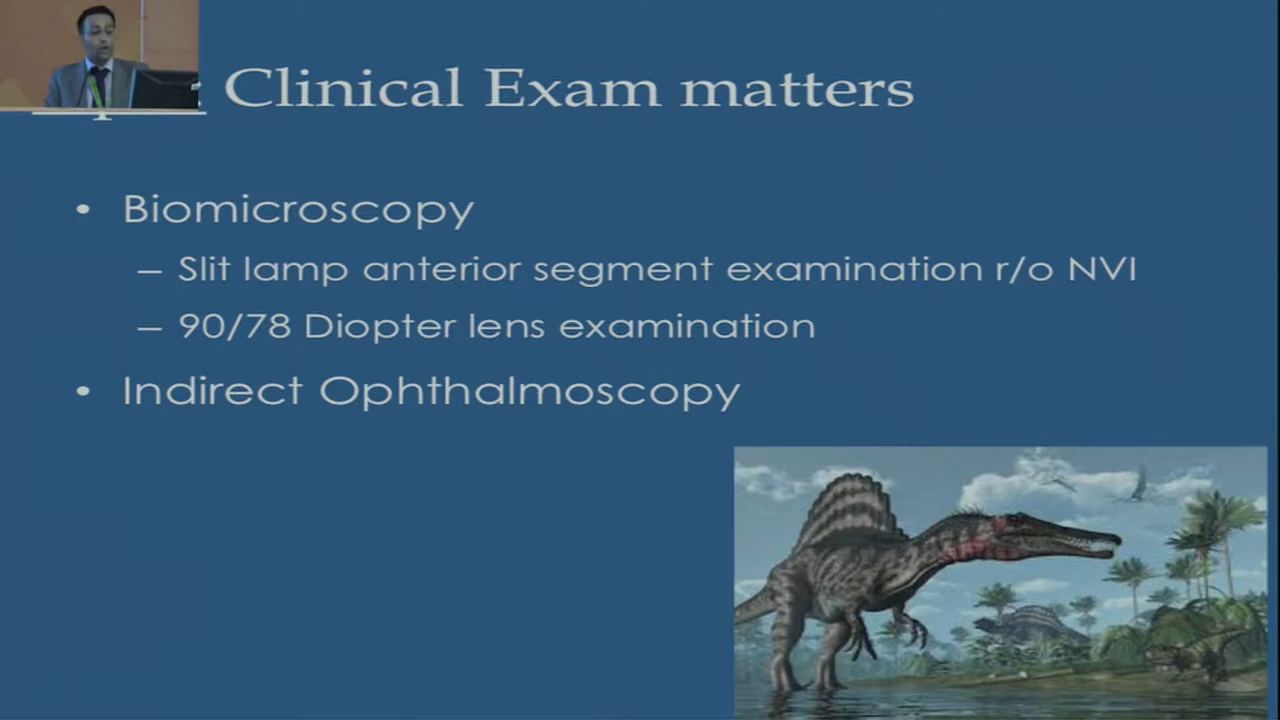 Clinical Exam matters
• Biomicroscopy
– Slit lamp anterior segment examination r/o NVI
– 90/78 Diopter lens examination
• Indirect Ophthalmoscopy